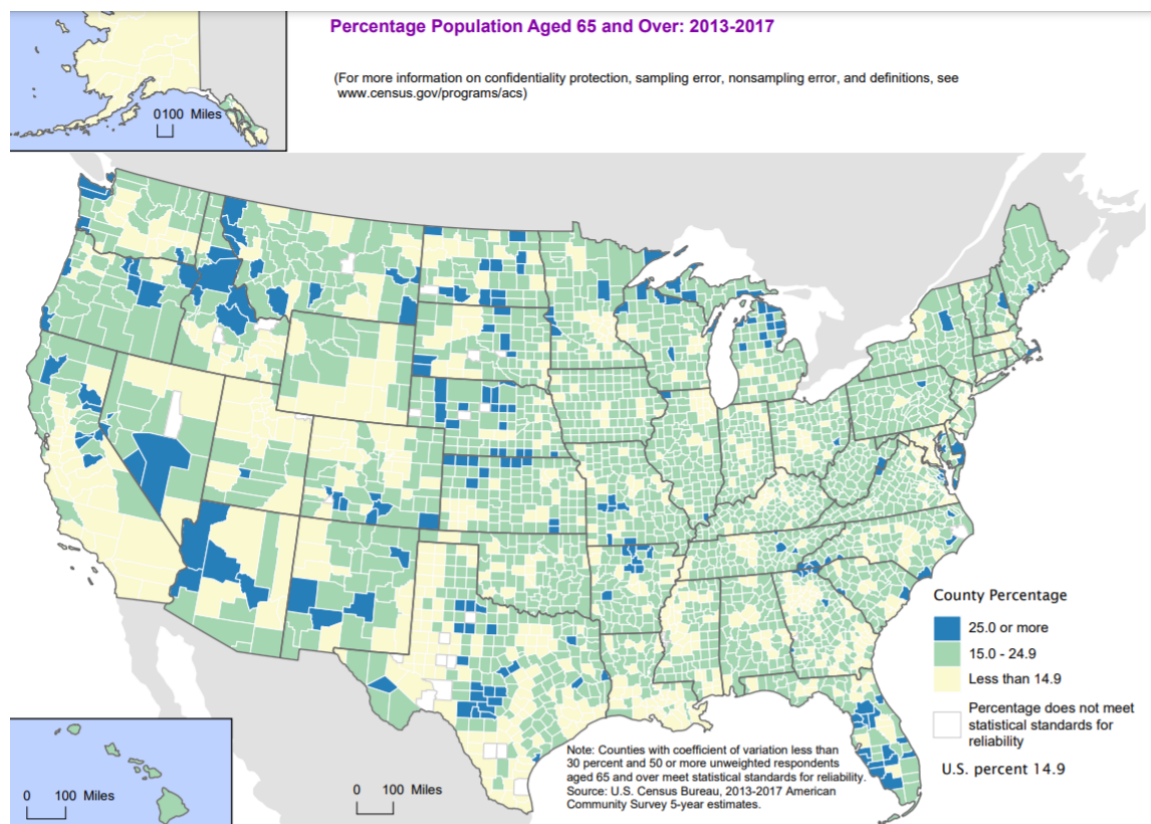 Percentage Population Aged 65 and Over: 2013-2017
(For more information on confidentiality protection, sampling error, nonsampling error, and definitions, see
www.census.gov/programs/acs)
0100 Miles
County Percentage
25.0 or more
15.0 - 24.9
Less than 14.9
Percentage does not meet
statistical standards for
reliability
U.S. percent 14.9
Note: Counties with coefficient of variation less than
30 percent and 50 or more unweighted respondents
aged 65 and over meet statistical standards for reliability.
Source: U.S. Census Bureau, 2013-2017 American
Community Survey 5-year estimates.
0 100 Miles
0 100 Miles